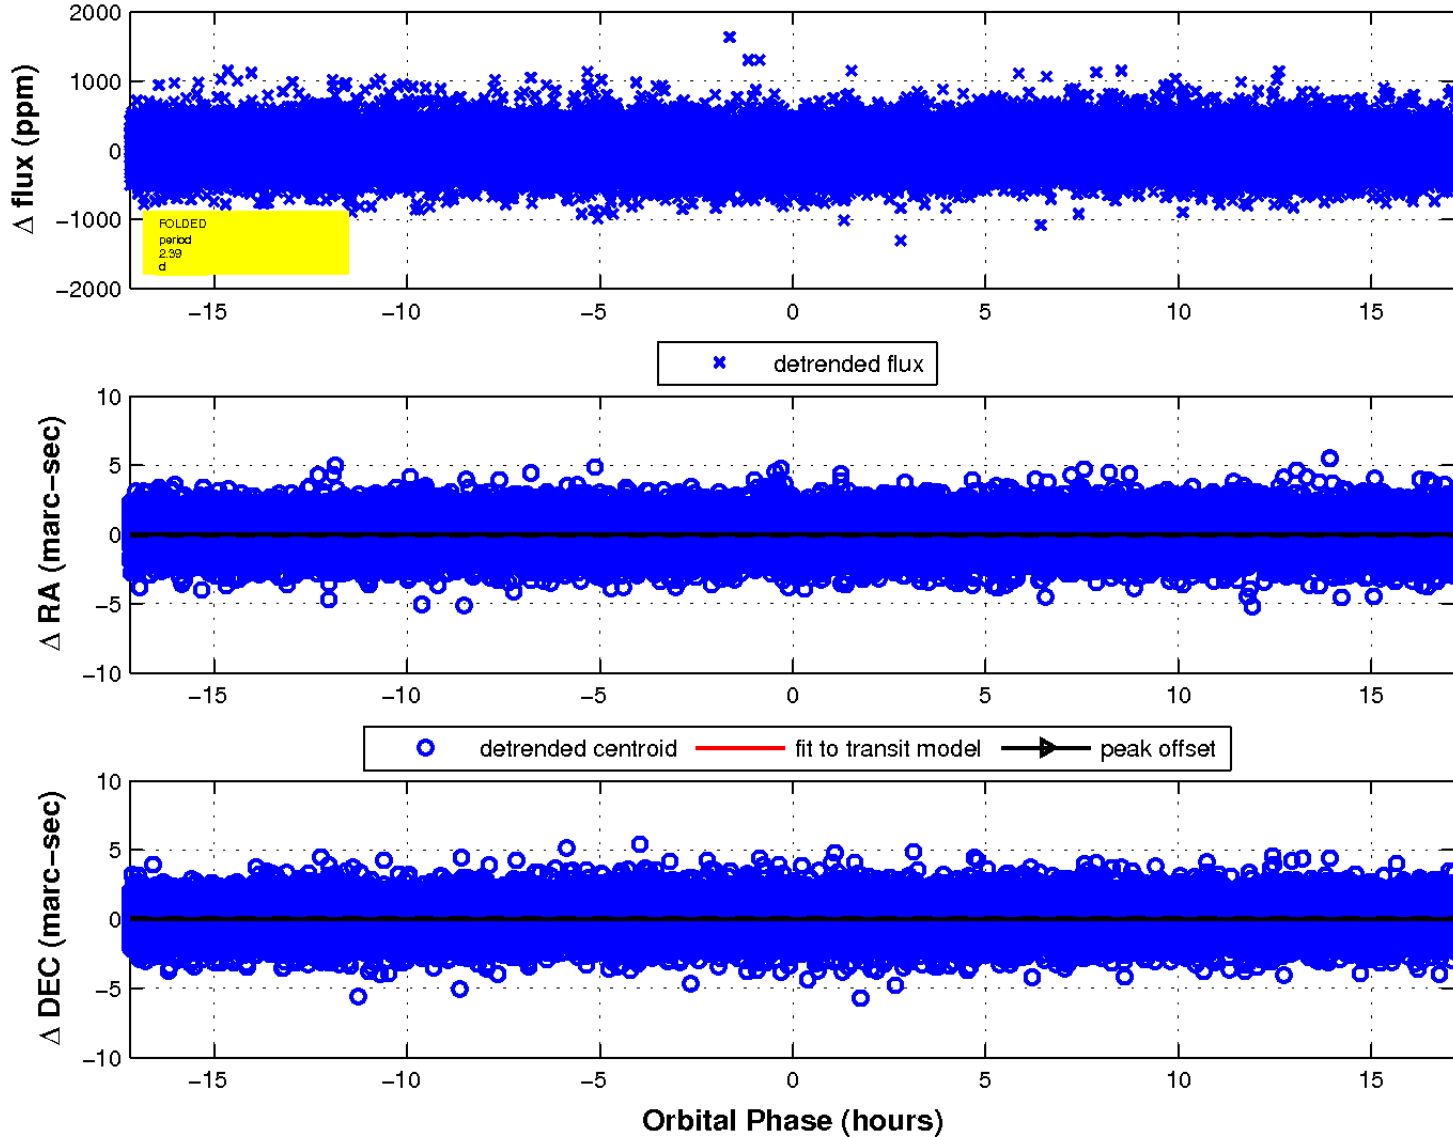 2000
1000
0
−1000
−2000
Δ flux (ppm)
FOLDED
period
2.39
d
−15 −10 −5 0 5 10 15
detrended flux
10
5
0
−5
−10
Δ RA (marc−sec)
−15 −10 −5 0 5 10 15
detrended centroid fit to transit model peak offset
10
5
0
−5
−10
Δ DEC (marc−sec)
−15 −10 −5 0 5 10 15
Orbital Phase (hours)